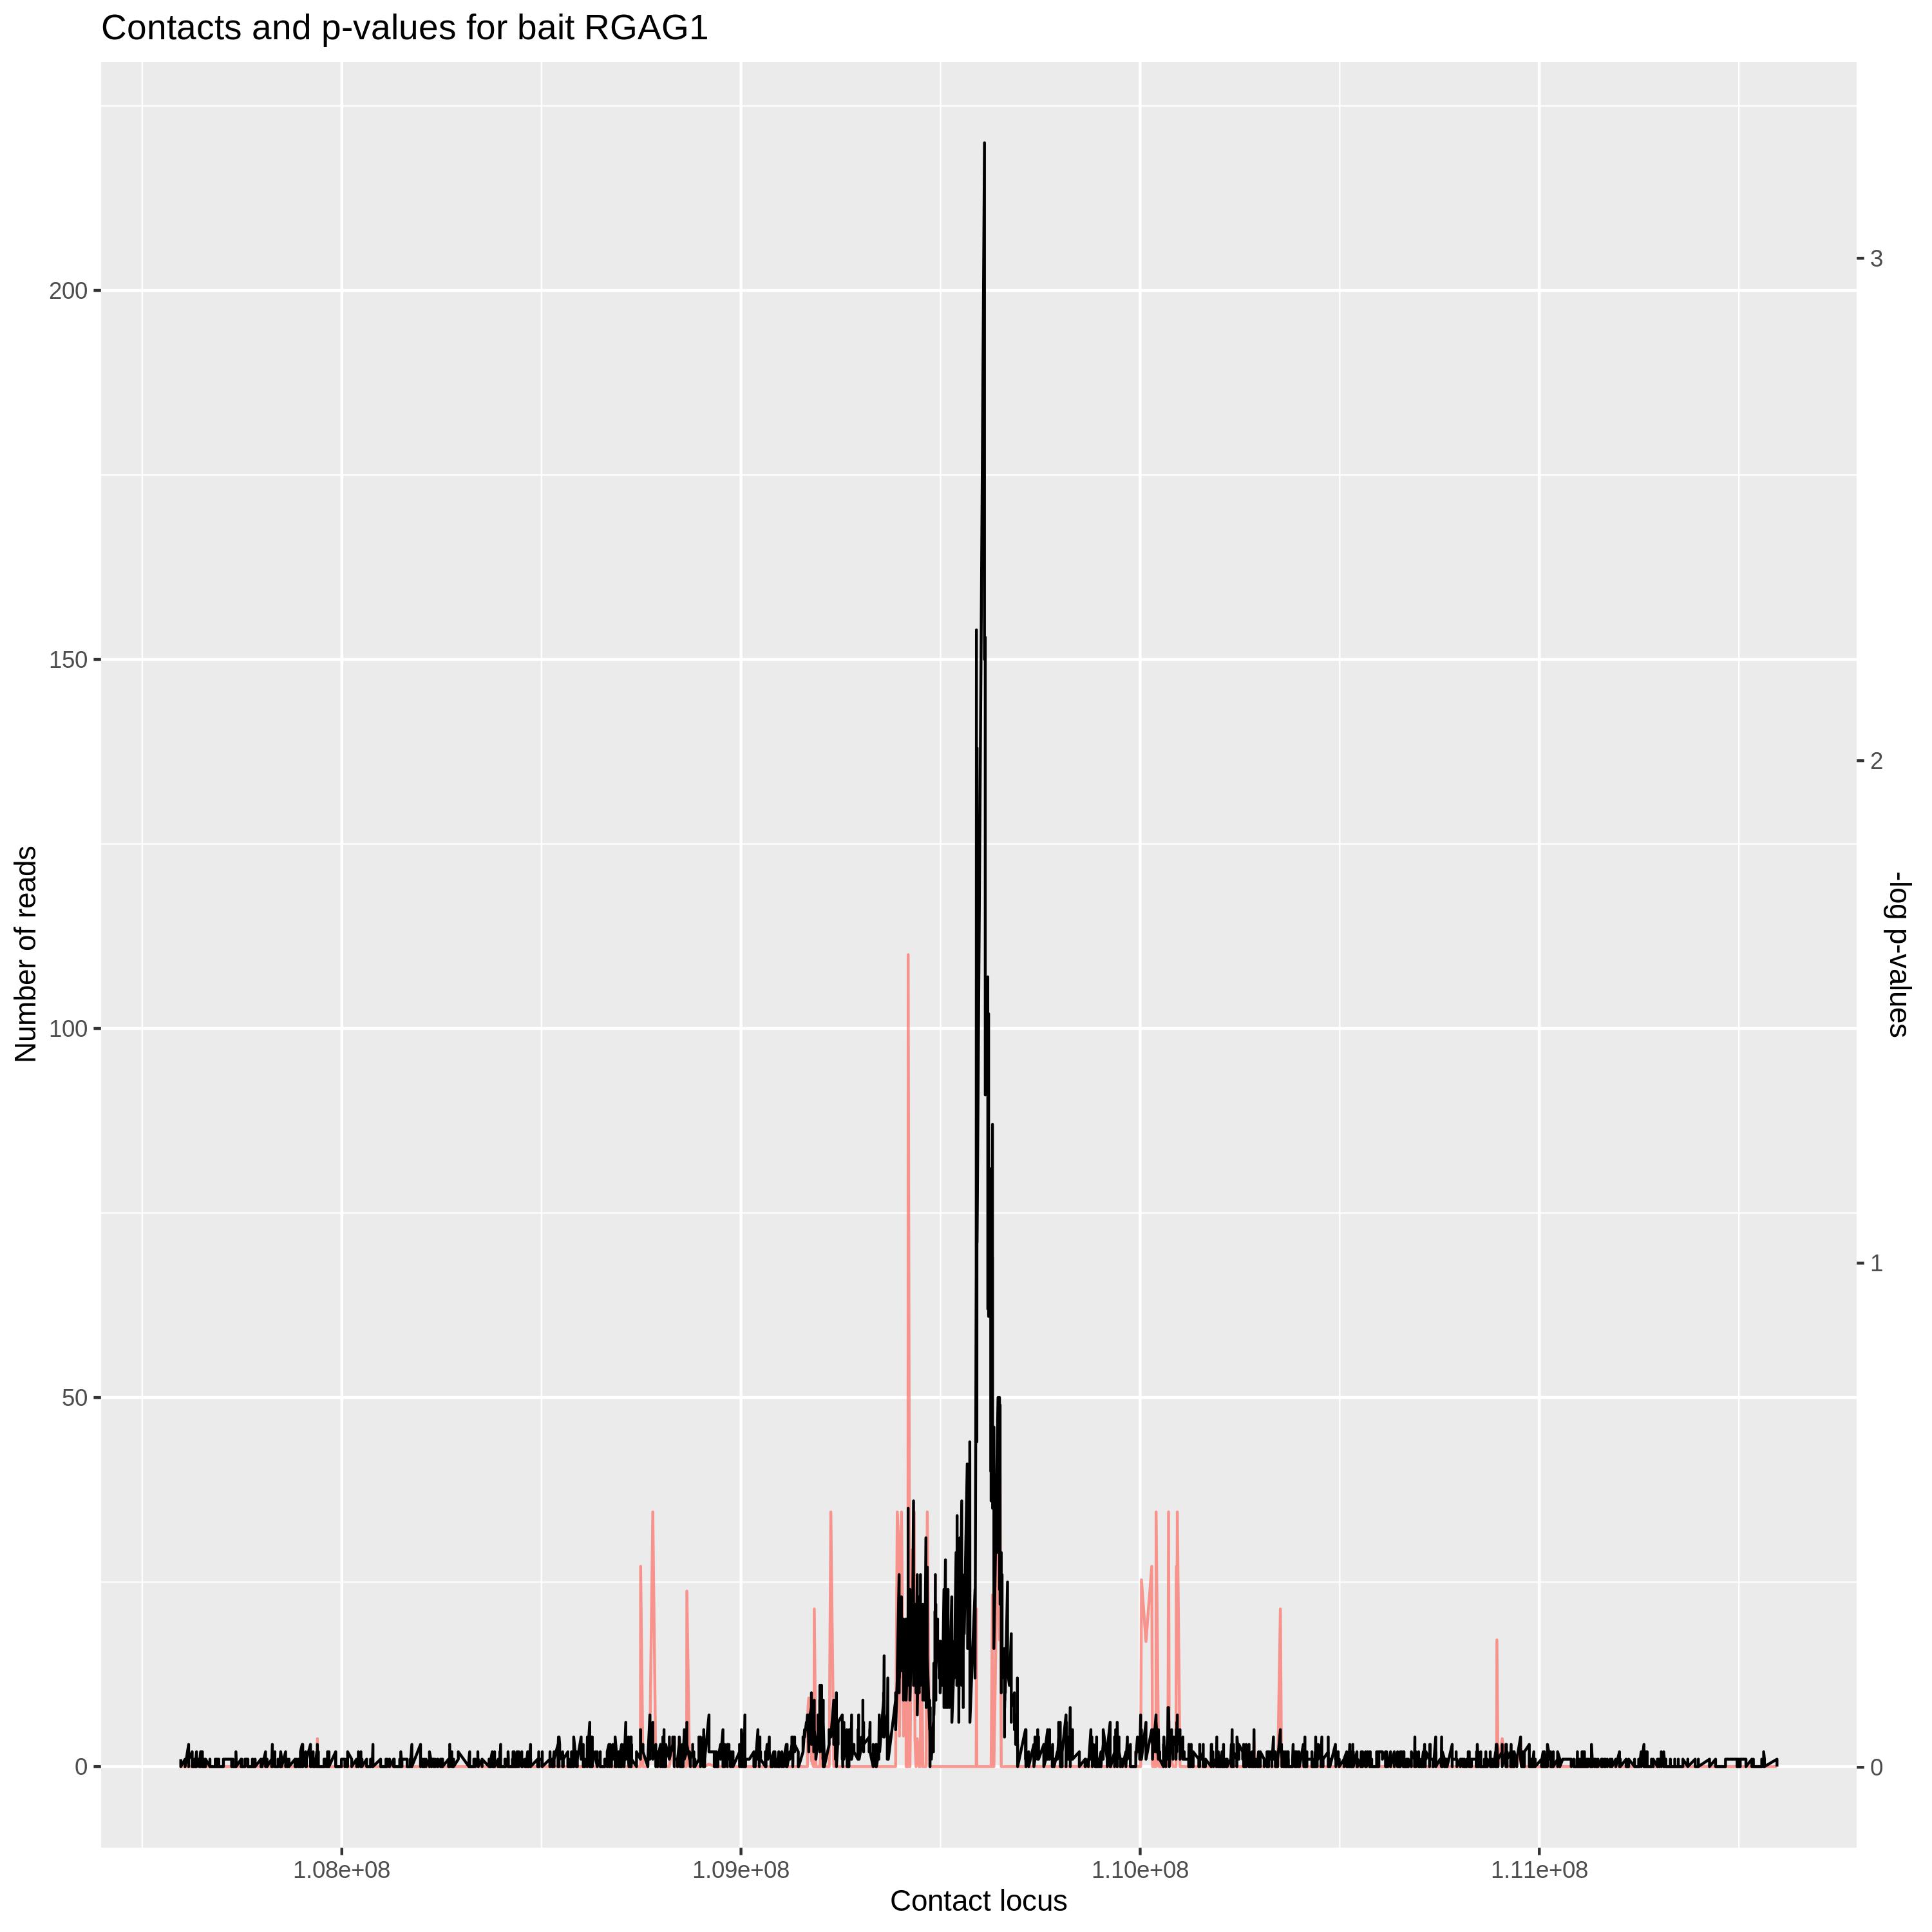 Contacts and p-values for bait RGAG1
200
150
100
50
0
Number of reads
3
2
1
0
-log p-values
1.08e+08
1.09e+08
1.10e+08
1.11e+08
Contact locus